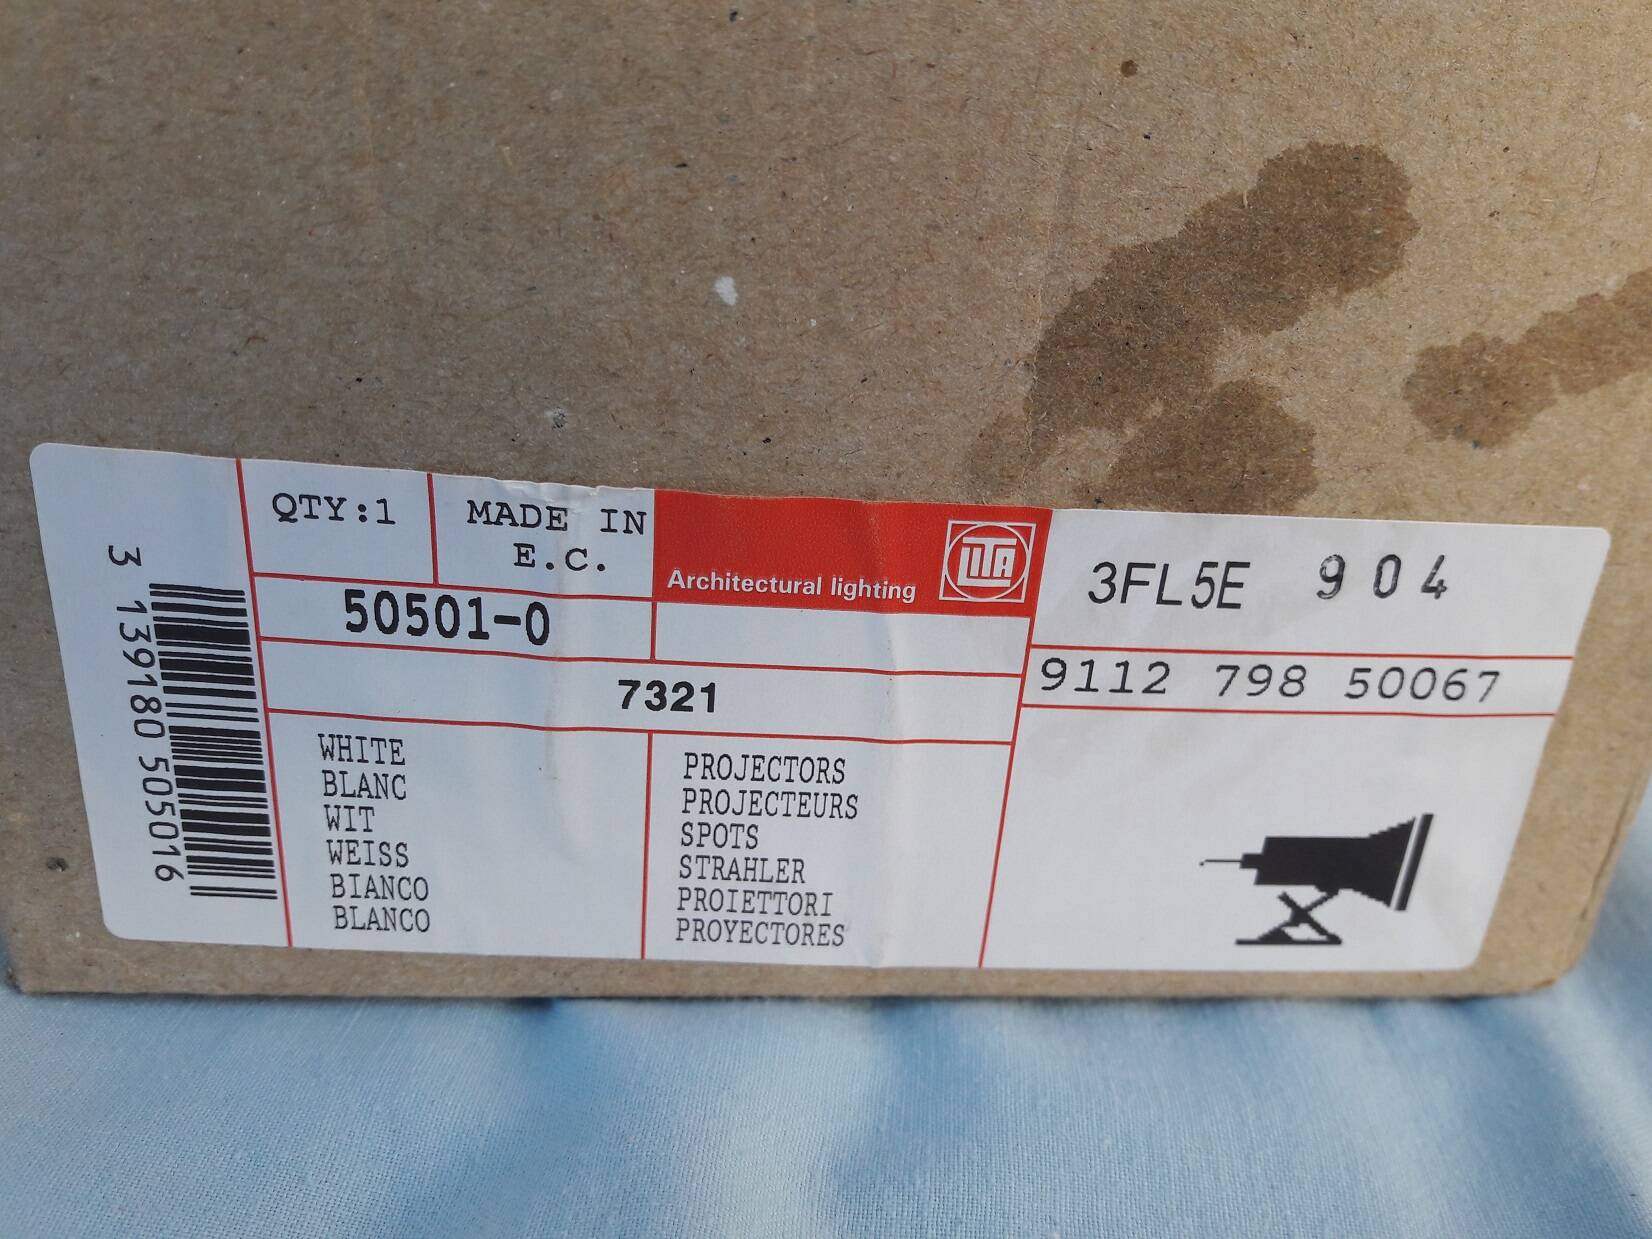 3 139180 505016
QTY:1
MADE IN
E.C.
Architectural lighting
LITA
50501-0
7321
WHITE
BLANC
WIT
WEISS
BIANCO
BLANCO
PROJECTORS
PROJECTEURS
SPOTS
STRAHLER
PROIETTORI
PROYECTORES
3FL5E 904
9112 798 50067